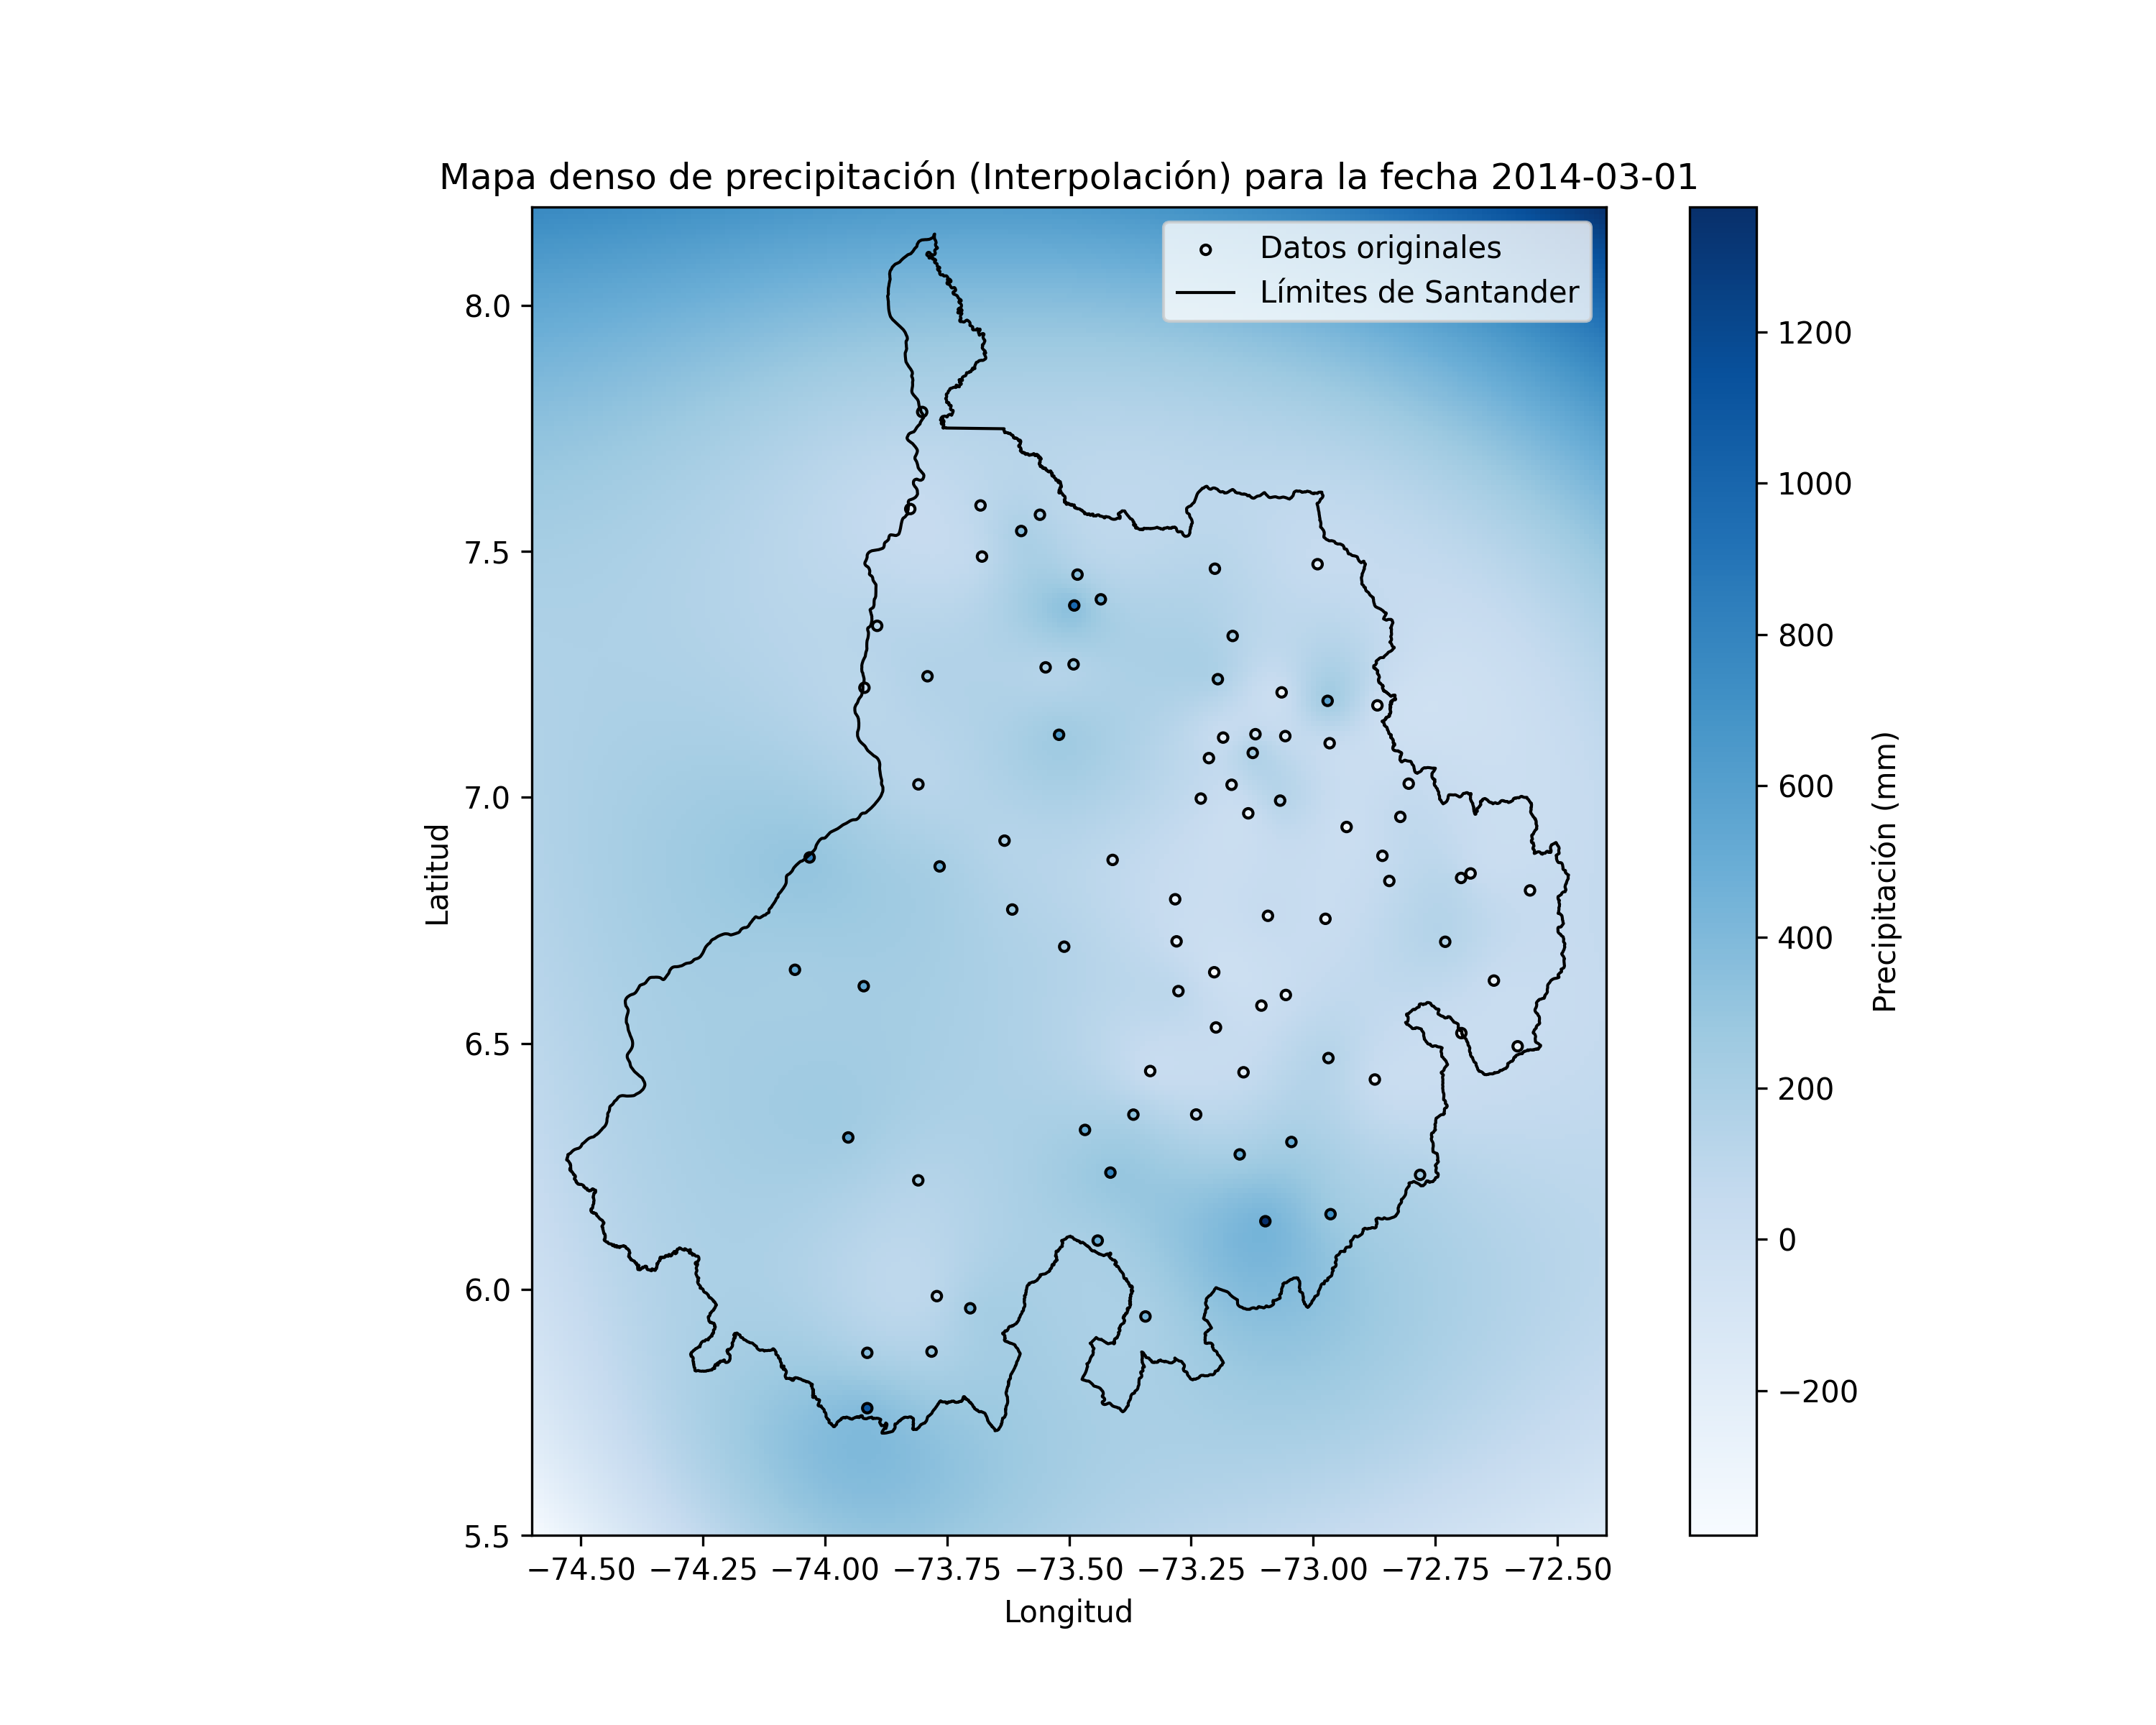 Mapa denso de precipitación (Interpolación) para la fecha 2014-03-01
Datos originales
Límites de Santander
8.0
7.5
7.0
6.5
6.0
5.5
Latitud
−74.50 −74.25 −74.00 −73.75 −73.50 −73.25 −73.00 −72.75 −72.50
Longitud
1200
1000
800
600
400
200
0
−200
Precipitación (mm)